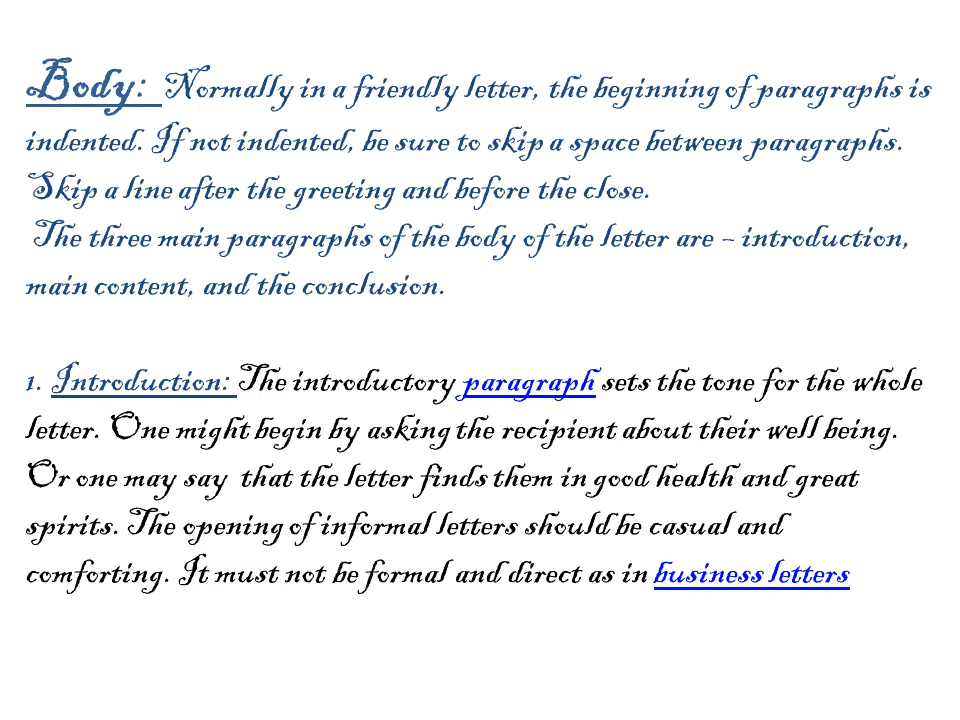 Body: Normally in a friendly letter, the beginning of paragraphs is
indented. If not indented, be sure to skip a space between paragraphs.
Skip a line after the greeting and before the close.
The three main paragraphs of the body of the letter are – introduction,
main content, and the conclusion.
1. Introduction: The introductory paragraph sets the tone for the whole
letter. One might begin by asking the recipient about their well being.
Or one may say that the letter finds them in good health and great
spirits. The opening of informal letters should be casual and
comforting. It must not be formal and direct as in business letters